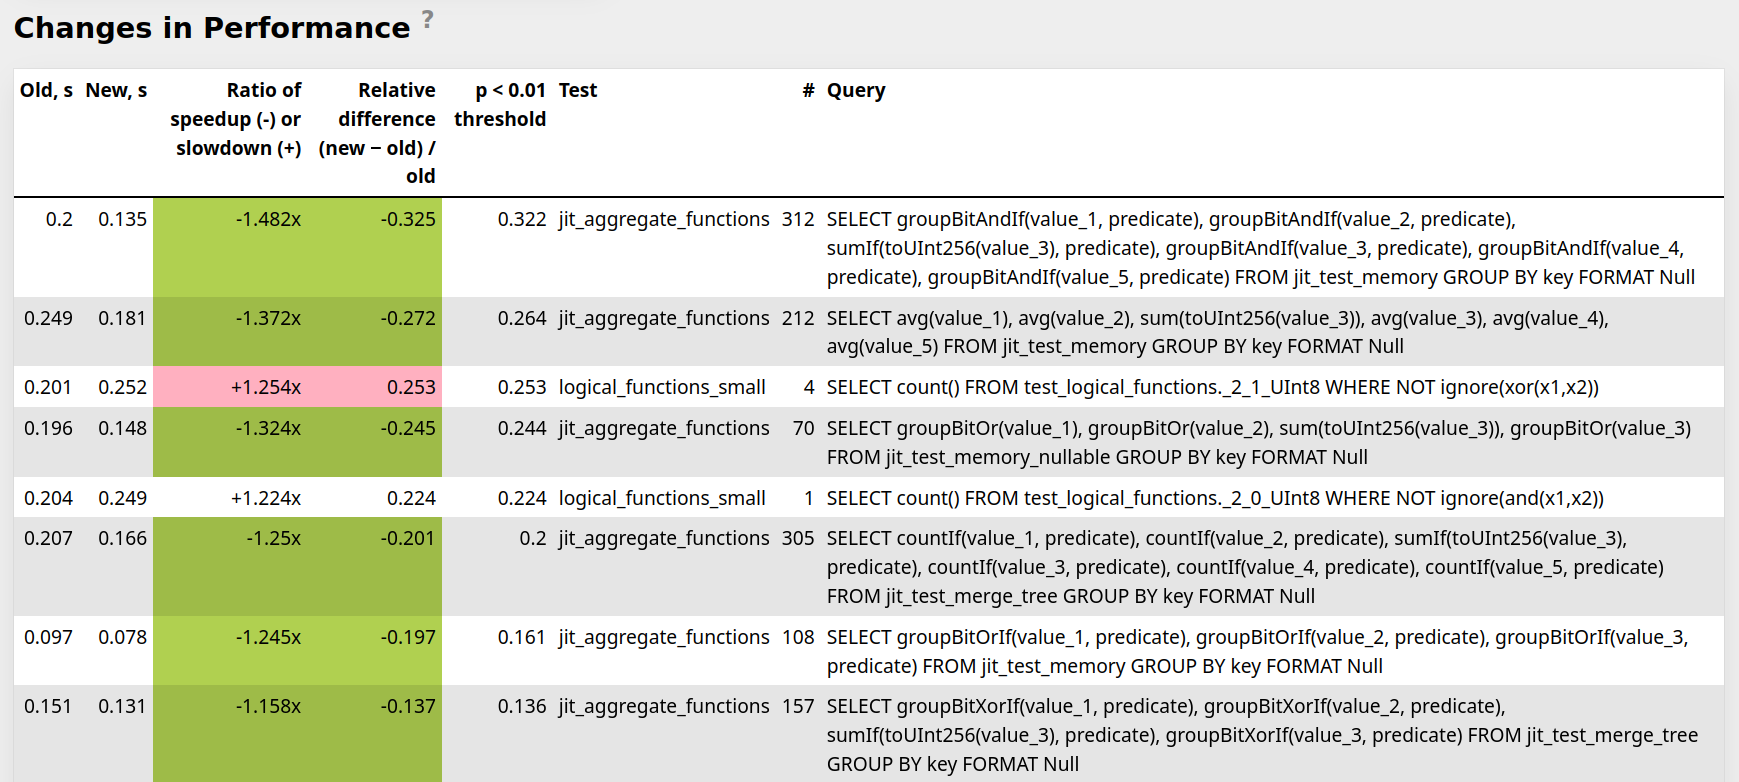 Changes in Performance ?
Old, s New, s Ratio of speedup (-) or slowdown (+) Relative difference (new − old) / old p < 0.01 threshold Test # Query
0.2 0.135 -1.482x -0.325 0.322 jit_aggregate_functions 312 SELECT groupBitAndIf(value_1, predicate), groupBitAndIf(value_2, predicate),
sumIf(toUInt256(value_3), predicate), groupBitAndIf(value_3, predicate), groupBitAndIf(value_4,
predicate), groupBitAndIf(value_5, predicate) FROM jit_test_memory GROUP BY key FORMAT Null
0.249 0.181 -1.372x -0.272 0.264 jit_aggregate_functions 212 SELECT avg(value_1), avg(value_2), sum(toUInt256(value_3)), avg(value_3), avg(value_4),
avg(value_5) FROM jit_test_memory GROUP BY key FORMAT Null
0.201 0.252 +1.254x 0.253 0.253 logical_functions_small 4 SELECT count() FROM test_logical_functions._2_1_UInt8 WHERE NOT ignore(xor(x1,x2))
0.196 0.148 -1.324x -0.245 0.244 jit_aggregate_functions 70 SELECT groupBitOr(value_1), groupBitOr(value_2), sum(toUInt256(value_3)), groupBitOr(value_3)
FROM jit_test_memory_nullable GROUP BY key FORMAT Null
0.204 0.249 +1.224x 0.224 0.224 logical_functions_small 1 SELECT count() FROM test_logical_functions._2_0_UInt8 WHERE NOT ignore(and(x1,x2))
0.207 0.166 -1.25x -0.201 0.2 jit_aggregate_functions 305 SELECT countIf(value_1, predicate), countIf(value_2, predicate), sumIf(toUInt256(value_3),
predicate), countIf(value_3, predicate), countIf(value_4, predicate), countIf(value_5, predicate)
FROM jit_test_merge_tree GROUP BY key FORMAT Null
0.097 0.078 -1.245x -0.197 0.161 jit_aggregate_functions 108 SELECT groupBitOrIf(value_1, predicate), groupBitOrIf(value_2, predicate), groupBitOrIf(value_3,
predicate) FROM jit_test_memory GROUP BY key FORMAT Null
0.151 0.131 -1.158x -0.137 0.136 jit_aggregate_functions 157 SELECT groupBitXorIf(value_1, predicate), groupBitXorIf(value_2, predicate),
sumIf(toUInt256(value_3), predicate), groupBitXorIf(value_3, predicate) FROM jit_test_merge_tree
GROUP BY key FORMAT Null